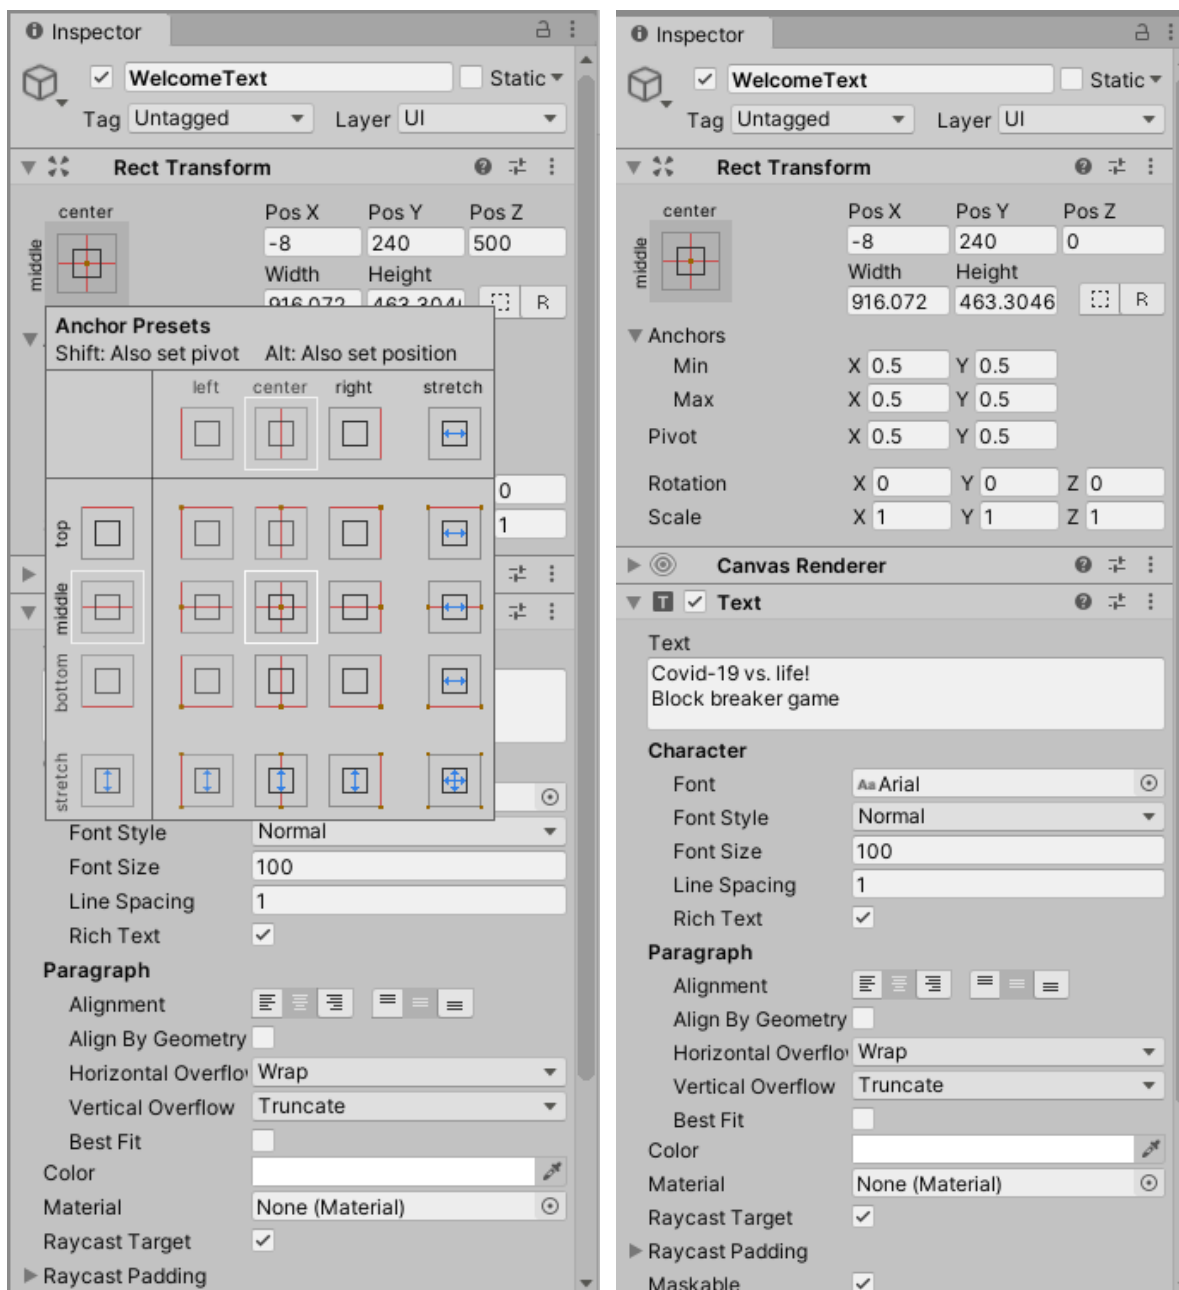 Inspector
WelcomeText Static
Tag Untagged Layer UI
Rect Transform
center Pos X Pos Y Pos Z
middle -8 240 500
Width Height
916.072 463.304 R
Anchor Presets
Shift: Also set pivot Alt: Also set position
left center right stretch
top
middle
bottom
stretch
0
1
Font Style Normal
Font Size 100
Line Spacing 1
Rich Text
Paragraph
Alignment
Align By Geometry
Horizontal Overflo Wrap
Vertical Overflow Truncate
Best Fit
Color
Material None (Material)
Raycast Target
Raycast Padding
Inspector
WelcomeText Static
Tag Untagged Layer UI
Rect Transform
center Pos X Pos Y Pos Z
middle -8 240 0
Width Height
916.072 463.3046 R
Anchors
Min X 0.5 Y 0.5
Max X 0.5 Y 0.5
Pivot X 0.5 Y 0.5
Rotation X 0 Y 0 Z 0
Scale X 1 Y 1 Z 1
Canvas Renderer
T Text
Text
Covid-19 vs. life!
Block breaker game
Character
Font Aa Arial
Font Style Normal
Font Size 100
Line Spacing 1
Rich Text
Paragraph
Alignment
Align By Geometry
Horizontal Overflo Wrap
Vertical Overflow Truncate
Best Fit
Color
Material None (Material)
Raycast Target
Raycast Padding
Maskable